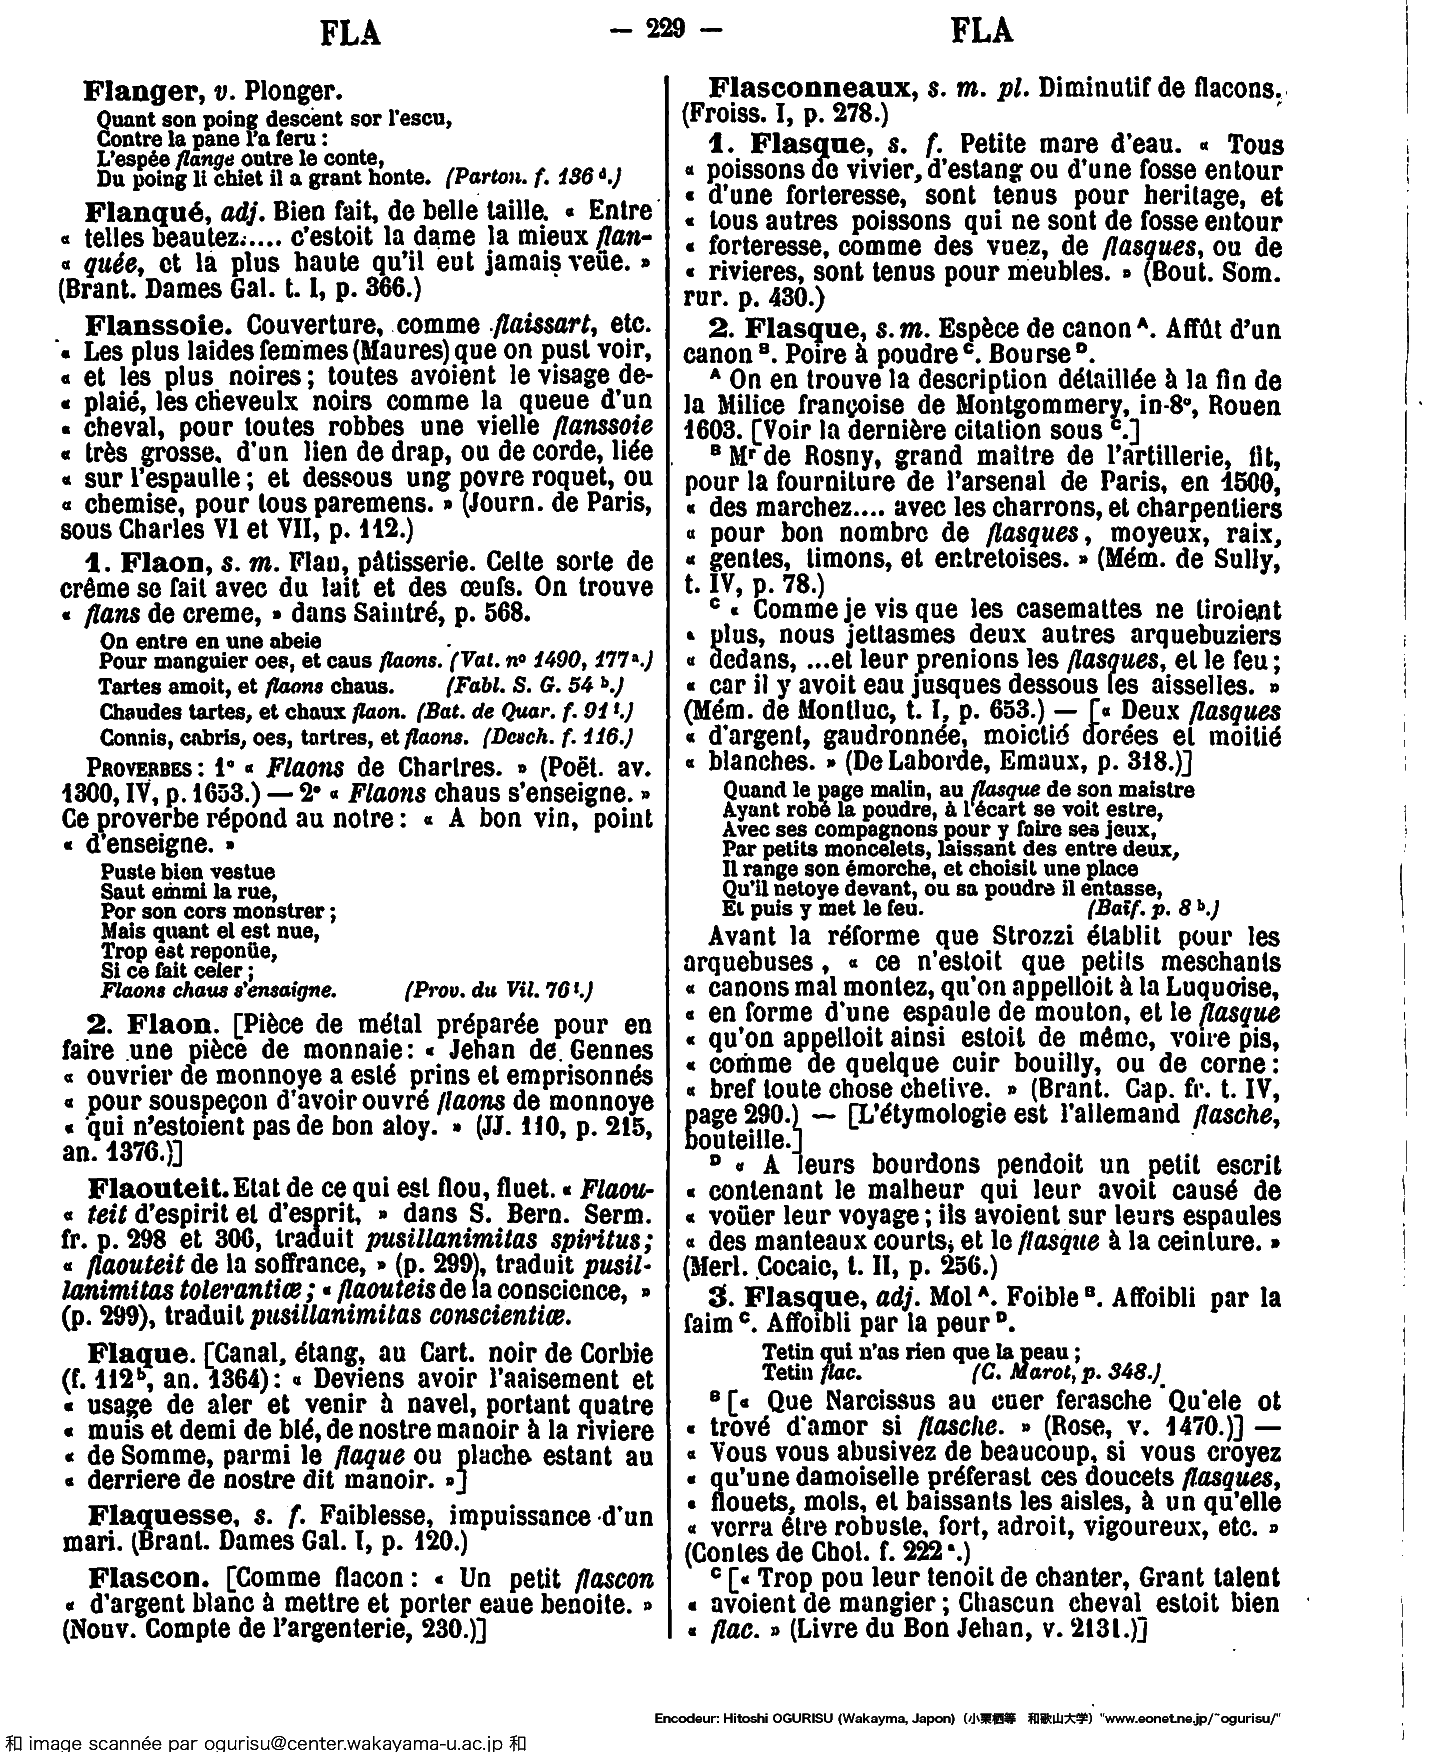 FLA — 229 — FLA
Flanger, v. Plonger.
Quant son poing descent sor l'escu,
Contre la pane l'a feru :
L'espée flange outre le conte,
Du poing li chiet il a grant honte. (Parton. f. 136 d.)
Flanqué, adj. Bien fait, de belle taille. « Entre
« telles beautez.... c'estoit la dame la mieux flan-
« quée, et la plus haute qu'il eut jamais veüe. »
(Brant. Dames Gal. t. I, p. 366.)
Flanssoie. Couverture, comme flaissart, etc.
« Les plus laides femmes (Maures) que on pust voir,
« et les plus noires ; toutes avoient le visage de-
« plaié, les cheveulx noirs comme la queue d'un
« cheval, pour toutes robbes une vielle flanssoie
« très grosse, d'un lien de drap, ou de corde, liée
« sur l'espaulle ; et dessous ung povre roquet, ou
« chemise, pour tous paremens. » (Journ. de Paris,
sous Charles VI et VII, p. 112.)
1. Flaon, s. m. Flau, pâtisserie. Cette sorte de
crême se fait avec du lait et des œufs. On trouve
« flans de creme, » dans Saintré, p. 568.
On entre en une abeie
Pour manguier oes, et caus flaons. (Vat. nº 1490, 177 a.)
Tartes amoit, et flaons chaus. (Fabl. S. G. 54 b.)
Chaudes tartes, et chaux flaon. (Bat. de Quar. f. 91 t.)
Connis, cabris, oes, tartres, et flaons. (Desch. f. 116.)
PROVERBES : 1º « Flaons de Chartres. » (Poët. av.
1300, IV, p. 1653.) — 2º « Flaons chaus s'enseigne. »
Ce proverbe répond au notre : « A bon vin, point
« d'enseigne. »
Puste bien vestue
Saut emmi la rue,
Por son cors monstrer ;
Mais quant el est nue,
Trop est reponüe,
Si ce fait celer ;
Flaons chaus s'ensaigne. (Prov. du Vil. 76 t.)
2. Flaon. [Pièce de métal préparée pour en
faire une pièce de monnaie : « Jehan de Gennes
« ouvrier de monnoye a esté prins et emprisonnés
« pour souspeçon d'avoir ouvré flaons de monnoye
« qui n'estoient pas de bon aloy. » (JJ. 110, p. 215,
an. 1376.)]
Flaouteit. Etat de ce qui est flou, fluet. « Flaou-
« teit d'espirit et d'esprit, » dans S. Bern. Serm.
fr. p. 298 et 306, traduit pusillanimitas spiritus ;
« flaouteit de la soffrance, » (p. 299), traduit pusil-
lanimitas tolerantiæ ; « flaouteis de la conscience, »
(p. 299), traduit pusillanimitas conscientiæ.
Flaque. [Canal, étang, au Cart. noir de Corbie
(f. 112 b, an. 1364) : « Deviens avoir l'aaisement et
« usage de aler et venir à navel, portant quatre
« muis et demi de blé, de nostre manoir à la riviere
« de Somme, parmi le flaque ou plache estant au
« derriere de nostre dit manoir. »]
Flaquesse, s. f. Faiblesse, impuissance d'un
mari. (Brant. Dames Gal. I, p. 120.)
Flascon. [Comme flacon : « Un petit flascon
« d'argent blanc à mettre et porter eaue benoite. »
(Nouv. Compte de l'argenterie, 230.)]
Flasconneaux, s. m. pl. Diminutif de flacons.
(Froiss. I, p. 278.)
1. Flasque, s. f. Petite mare d'eau. « Tous
« poissons de vivier, d'estang ou d'une fosse entour
« d'une forteresse, sont tenus pour heritage, et
« tous autres poissons qui ne sont de fosse entour
« forteresse, comme des vuez, de flasques, ou de
« rivieres, sont tenus pour meubles. » (Bout. Som.
rur. p. 430.)
2. Flasque, s. m. Espèce de canon A. Affût d'un
canon B. Poire à poudre C. Bourse D.
A On en trouve la description détaillée à la fin de
la Milice françoise de Montgommery, in-8º, Rouen
1603. [Voir la dernière citation sous C.]
B Mr de Rosny, grand maitre de l'artillerie, fit,
pour la fourniture de l'arsenal de Paris, en 1500,
« des marchez.... avec les charrons, et charpentiers
« pour bon nombre de flasques, moyeux, raix,
« gentes, timons, et entretoises. » (Mém. de Sully,
t. IV, p. 78.)
C « Comme je vis que les casemattes ne tiroient
« plus, nous jettasmes deux autres arquebuziers
« dedans, ...et leur prenions les flasques, et le feu ;
« car il y avoit eau jusques dessous les aisselles. »
(Mém. de Montluc, t. I, p. 653.) — [« Deux flasques
« d'argent, gaudronnée, moictié dorées et moitié
« blanches. » (De Laborde, Emaux, p. 318.)]
Quand le page malin, au flasque de son maistre
Ayant robé la poudre, à l'écart se voit estre,
Avec ses compagnons pour y faire ses jeux,
Par petits moncelets, laissant des entre deux,
Il range son émorche, et choisit une place
Qu'il netoye devant, ou sa poudre il entasse,
Et puis y met le feu. (Baïf. p. 8 b.)
Avant la réforme que Strozzi établit pour les
arquebuses, « ce n'estoit que petits meschants
« canons mal montez, qu'on appelloit à la Luquoise,
« en forme d'une espaule de mouton, et le flasque
« qu'on appelloit ainsi estoit de même, voire pis,
« comme de quelque cuir bouilly, ou de corne :
« bref toute chose chetive. » (Brant. Cap. fr. t. IV,
page 290.) — [L'étymologie est l'allemand flasche,
bouteille.]
D « A leurs bourdons pendoit un petit escrit
« contenant le malheur qui leur avoit causé de
« voüer leur voyage ; ils avoient sur leurs espaules
« des manteaux courts, et le flasque à la ceinture. »
(Merl. Cocaie, t. II, p. 256.)
3. Flasque, adj. Mol A. Foible B. Affoibli par la
faim C. Affoibli par la peur D.
Tetin qui n'as rien que la peau ;
Tetin flac. (C. Marot, p. 348.)
B [« Que Narcissus au cuer ferasche Qu'ele ot
« trové d'amor si flasche. » (Rose, v. 1470.)] —
« Vous vous abusivez de beaucoup, si vous croyez
« qu'une damoiselle préferast ces doucets flasques,
« flouets, mols, et baissants les aisles, à un qu'elle
« verra être robuste, fort, adroit, vigoureux, etc. »
(Contes de Chol. f. 222 a.)
C [« Trop pou leur tenoit de chanter, Grant talent
« avoient de mangier ; Chascun cheval estoit bien
« flac. » (Livre du Bon Jehan, v. 2131.)]
Encodeur: Hitoshi OGURISU (Wakayma, Japon) (小栗栖等 和歌山大学) "www.eonet.ne.jp/~ogurisu/"
和 image scannée par ogurisu@center.wakayama-u.ac.jp 和